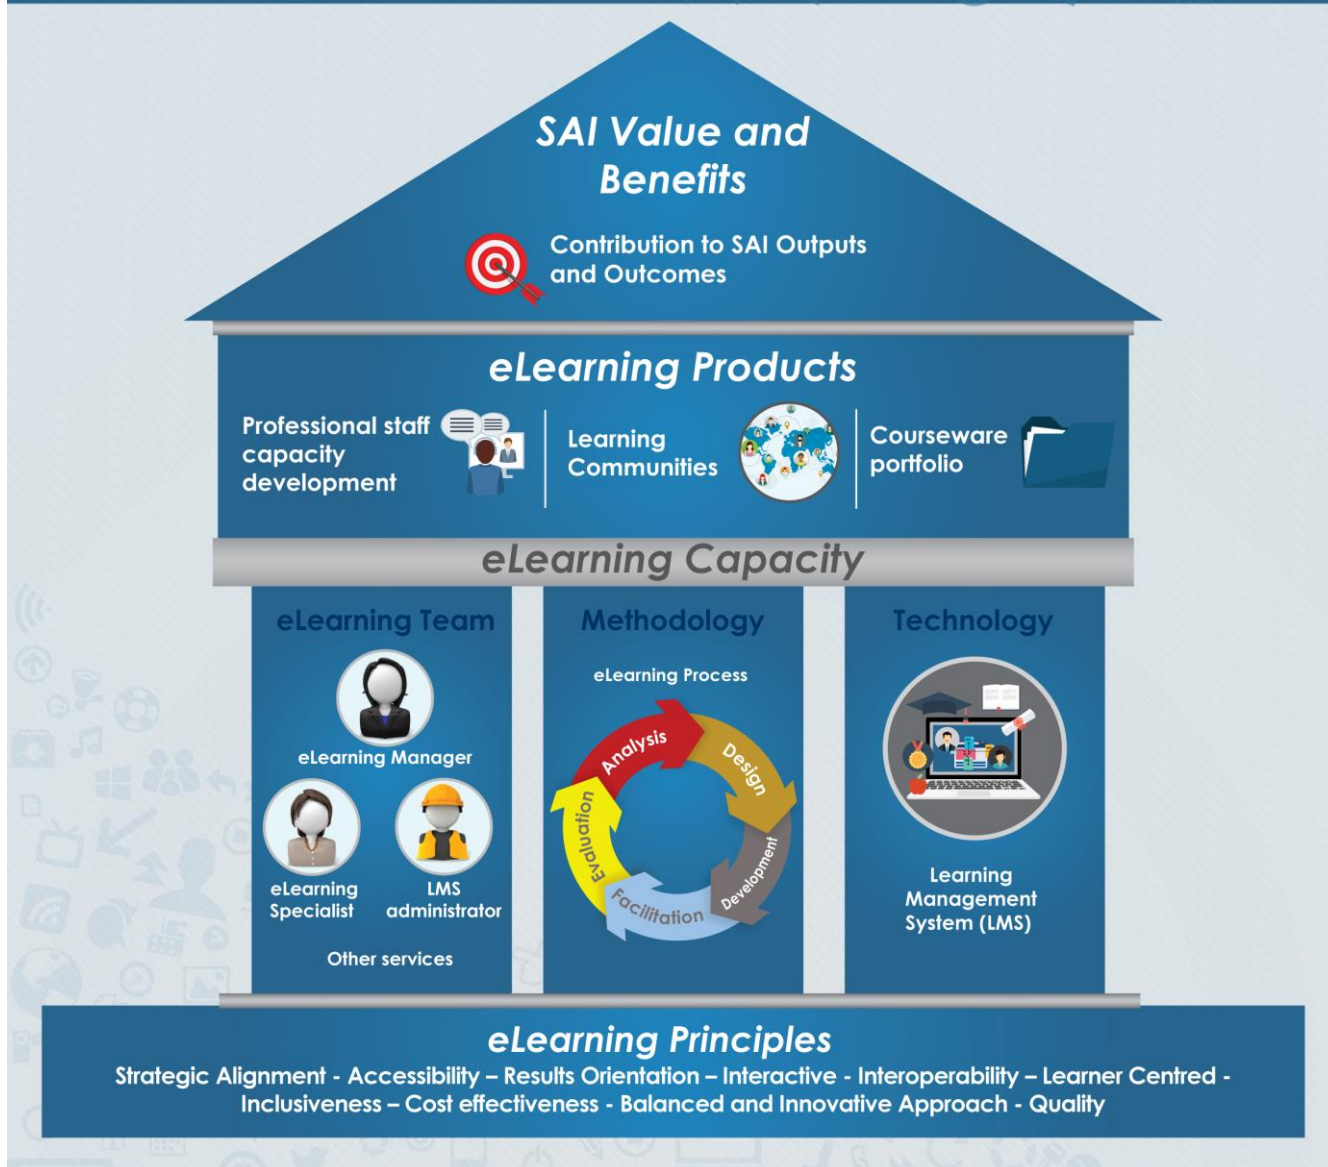 SAI Value and
Benefits
Contribution to SAI Outputs
and Outcomes
eLearning Products
Professional staff
capacity
development
Learning
Communities
Courseware
portfolio
eLearning Capacity
eLearning Team
eLearning Manager
eLearning
Specialist
LMS
administrator
Other services
Methodology
eLearning Process
Analysis
Design
Development
Facilitation
Evaluation
Technology
Learning
Management
System (LMS)
eLearning Principles
Strategic Alignment - Accessibility – Results Orientation – Interactive - Interoperability – Learner Centred -
Inclusiveness – Cost effectiveness - Balanced and Innovative Approach - Quality